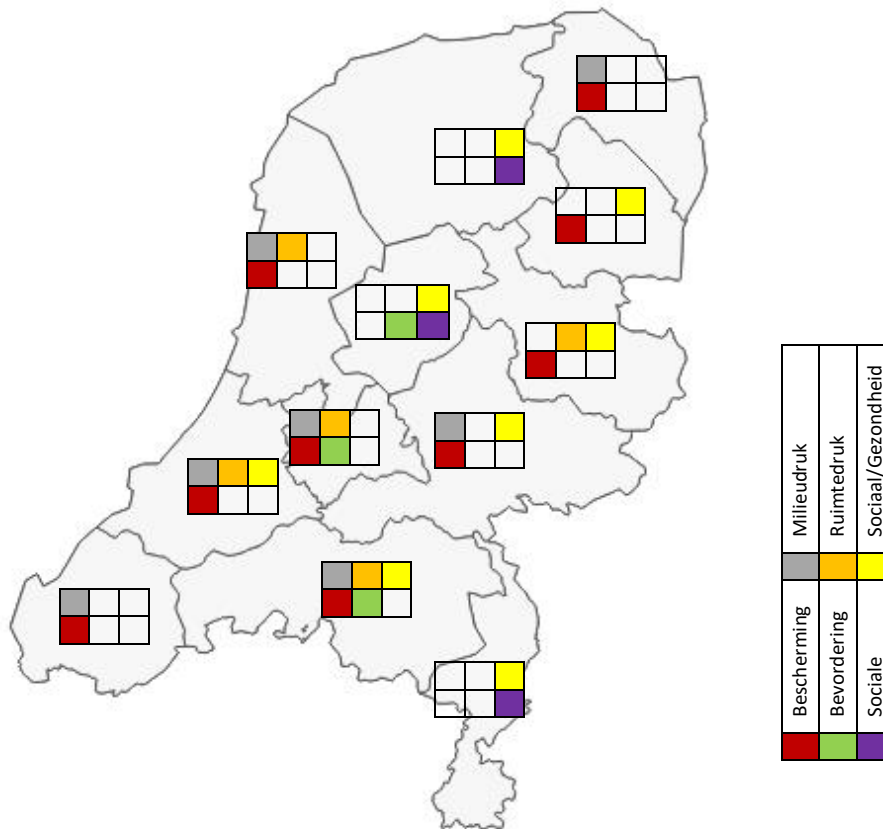 Milieudruk
Ruimtedruk
Sociaal/Gezondheid
Bescherming
Bevordering
Sociale